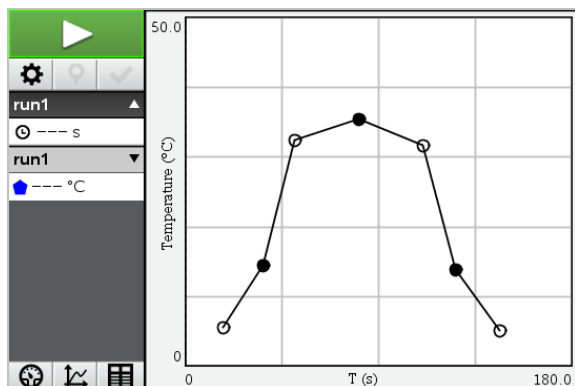 run1
--- s
run1
--- °C
50.0
Temperature (°C)
0
0
T (s)
180.0